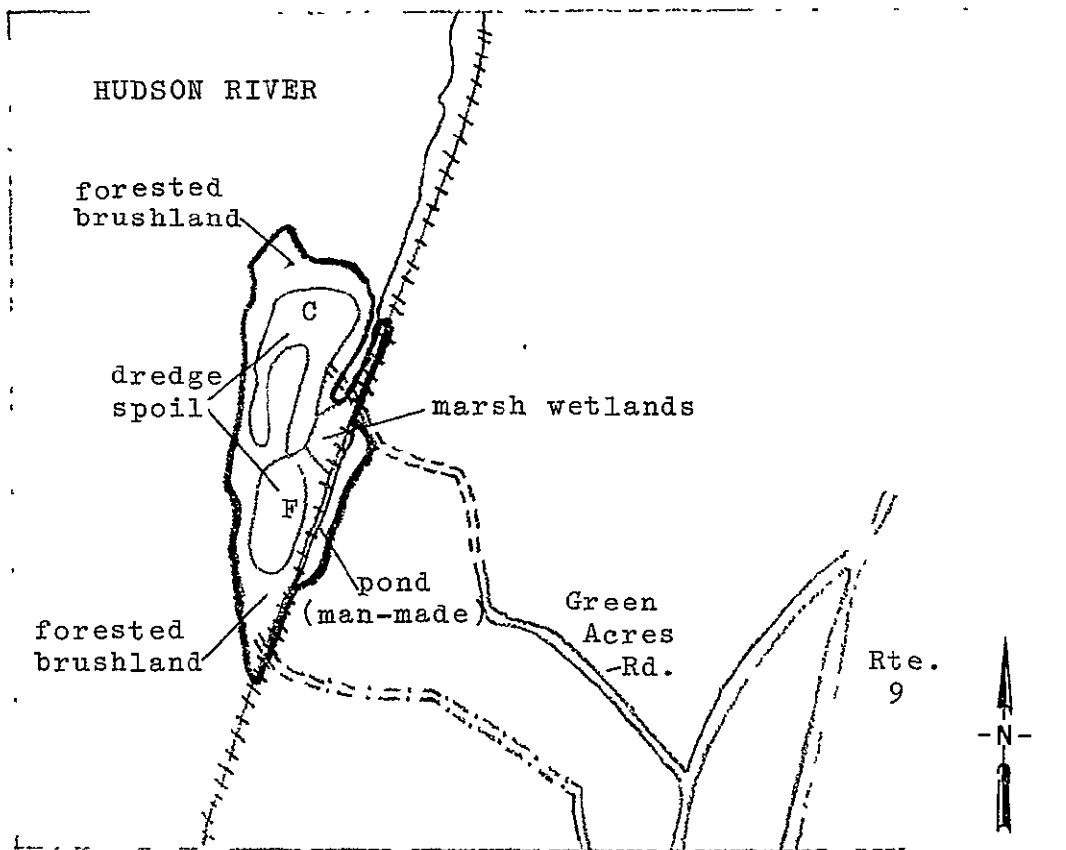 HUDSON RIVER
forested
brushland
C
dredge
spoil
marsh wetlands
F
pond
(man-made)
Green
Acres
Rd.
forested
brushland
Rte.
9
-N-